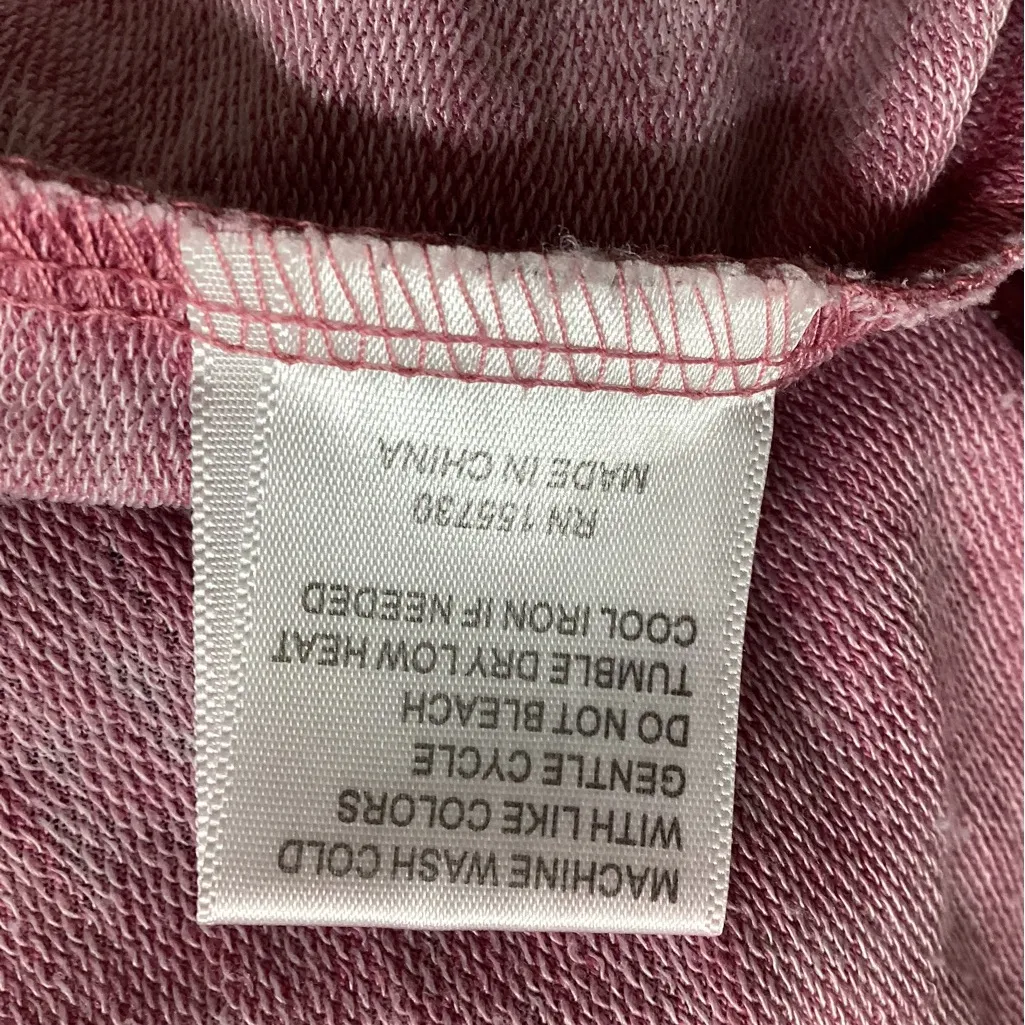 MACHINE WASH COLD
WITH LIKE COLORS
GENTLE CYCLE
DO NOT BLEACH
TUMBLE DRY LOW HEAT
COOL IRON IF NEEDED
RN 155730
MADE IN CHINA